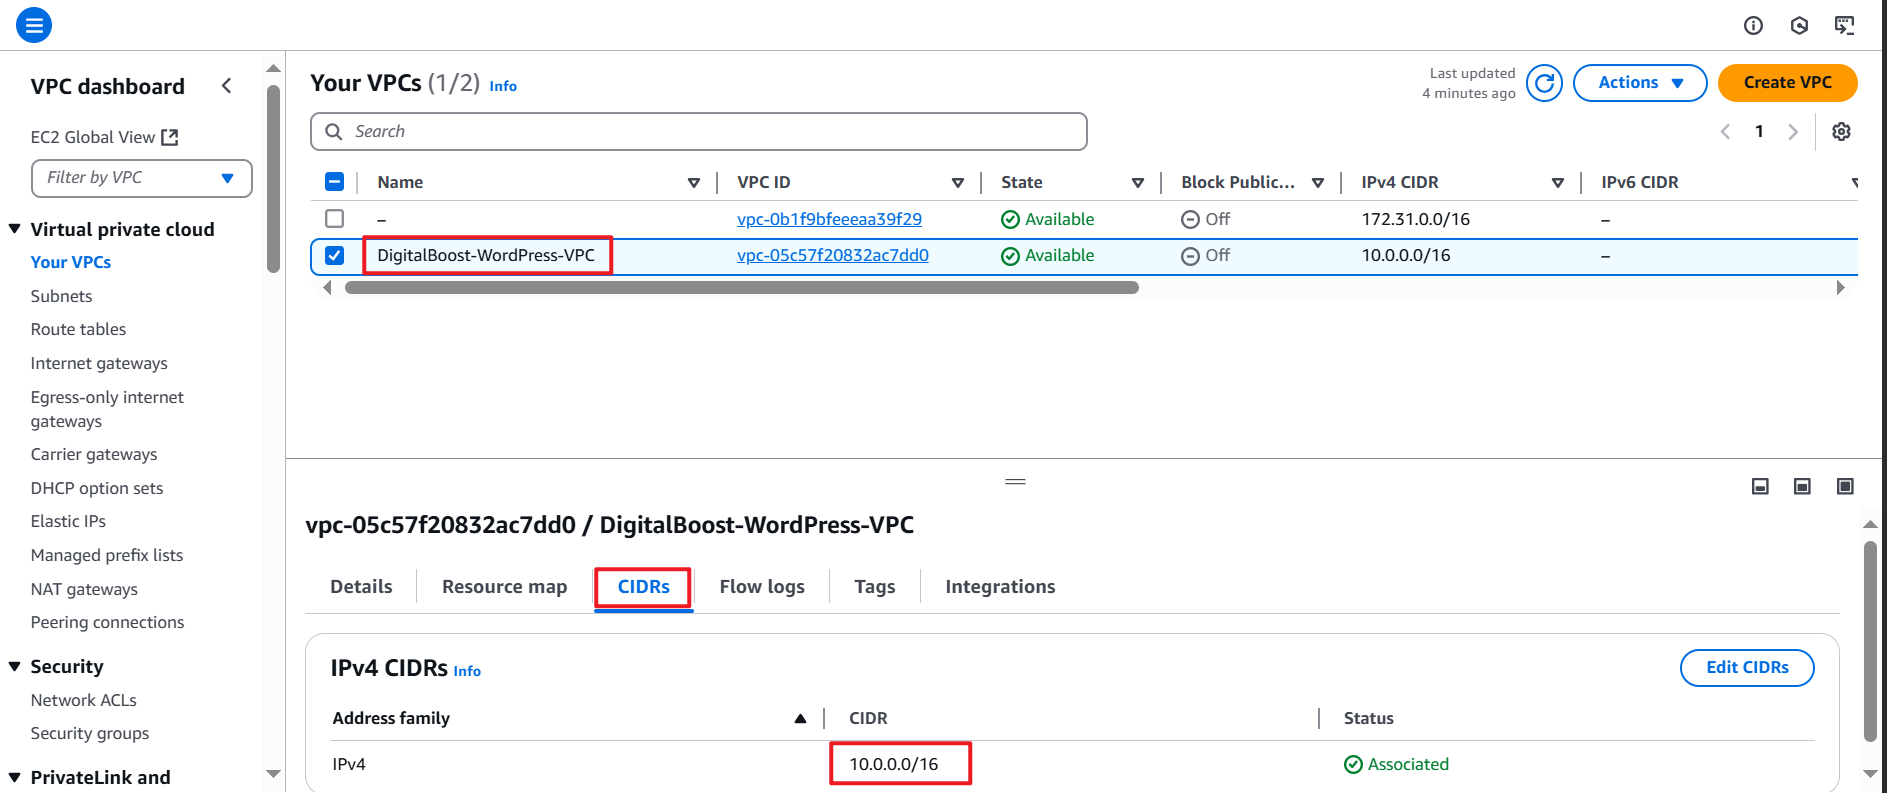 VPC dashboard
EC2 Global View
Filter by VPC
Virtual private cloud
Your VPCs
Subnets
Route tables
Internet gateways
Egress-only internet
gateways
Carrier gateways
DHCP option sets
Elastic IPs
Managed prefix lists
NAT gateways
Peering connections
Security
Network ACLs
Security groups
PrivateLink and
Your VPCs (1/2) Info
Last updated
4 minutes ago
Actions
Create VPC
Search
1
Name VPC ID State Block Public... IPv4 CIDR IPv6 CIDR
– vpc-0b1f9bfeeeaa39f29 Available Off 172.31.0.0/16 –
DigitalBoost-WordPress-VPC vpc-05c57f20832ac7dd0 Available Off 10.0.0.0/16 –
vpc-05c57f20832ac7dd0 / DigitalBoost-WordPress-VPC
Details Resource map CIDRs Flow logs Tags Integrations
IPv4 CIDRs Info
Edit CIDRs
Address family CIDR Status
IPv4 10.0.0.0/16 Associated